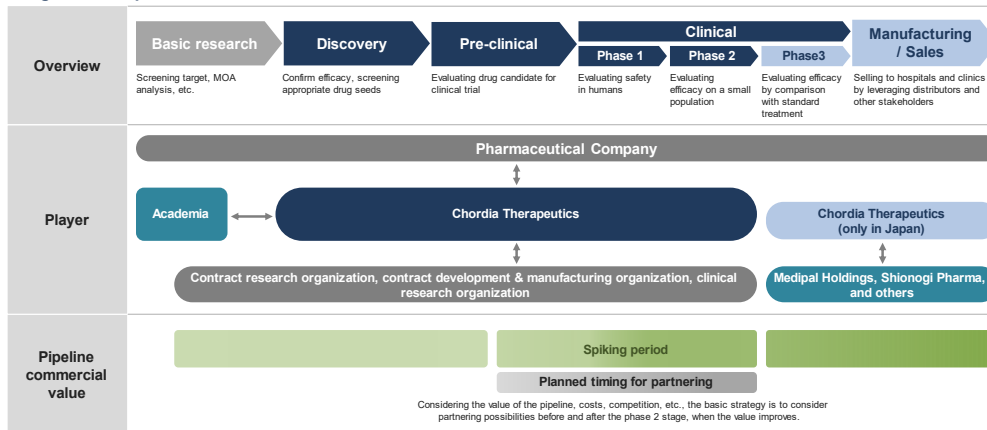 Overview
Basic research
Discovery
Pre-clinical
Clinical
Phase 1
Phase 2
Phase3
Manufacturing
/ Sales
Screening target, MOA
analysis, etc.
Confirm efficacy, screening
appropriate drug seeds
Evaluating drug candidate for
clinical trial
Evaluating safety
in humans
Evaluating
efficacy on a small
population
Evaluating efficacy
by comparison
with standard
treatment
Selling to hospitals and clinics
by leveraging distributors and
other stakeholders
Player
Pharmaceutical Company
Academia
Chordia Therapeutics
Chordia Therapeutics
(only in Japan)
Contract research organization, contract development & manufacturing organization, clinical
research organization
Medipal Holdings, Shionogi Pharma,
and others
Pipeline
commercial
value
Spiking period
Planned timing for partnering
Considering the value of the pipeline, costs, competition, etc., the basic strategy is to consider
partnering possibilities before and after the phase 2 stage, when the value improves.